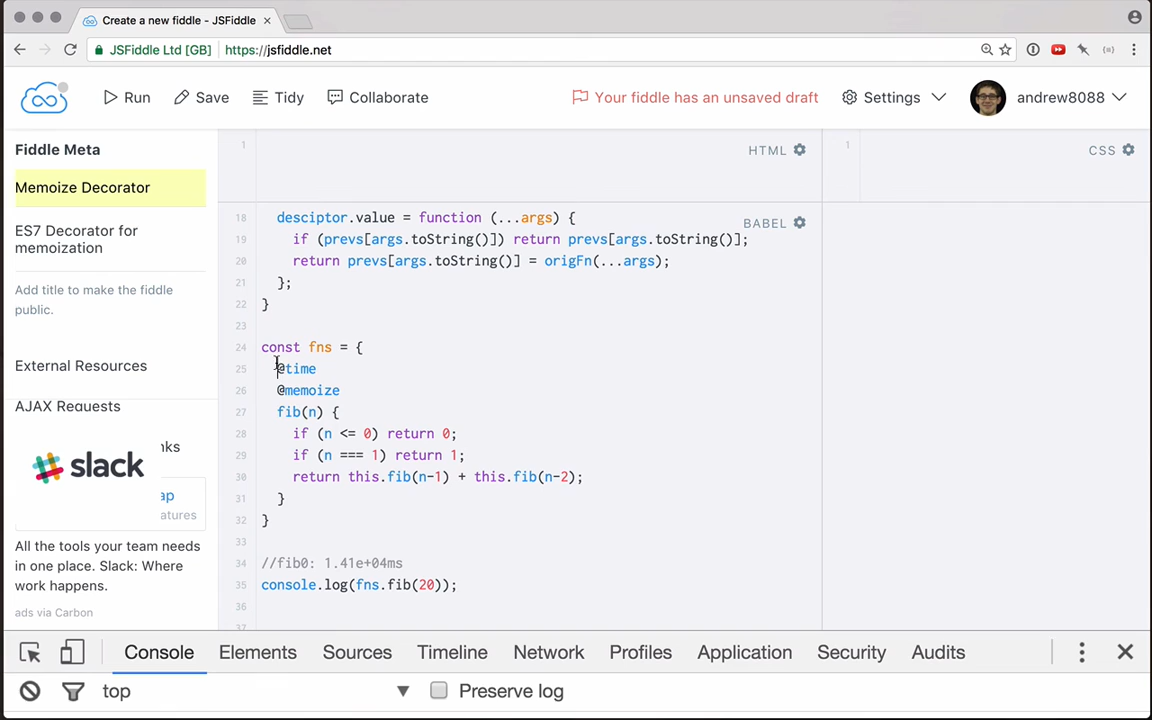 Create a new fiddle - JSFiddle ×
JSFiddle Ltd [GB] https://jsfiddle.net
Run Save Tidy Collaborate Your fiddle has an unsaved draft Settings andrew8088
Fiddle Meta
Memoize Decorator
ES7 Decorator for
memoization
Add title to make the fiddle
public.
External Resources
AJAX Requests
nks
slack
ap
atures
All the tools your team needs
in one place. Slack: Where
work happens.
ads via Carbon
1 HTML
1 CSS
BABEL
18 desciptor.value = function (...args) {
19 if (prevs[args.toString()]) return prevs[args.toString()];
20 return prevs[args.toString()] = origFn(...args);
21 };
22 }
23
24 const fns = {
25 @time
26 @memoize
27 fib(n) {
28 if (n <= 0) return 0;
29 if (n === 1) return 1;
30 return this.fib(n-1) + this.fib(n-2);
31 }
32 }
33
34 //fib0: 1.41e+04ms
35 console.log(fns.fib(20));
36
37
Console Elements Sources Timeline Network Profiles Application Security Audits
top Preserve log